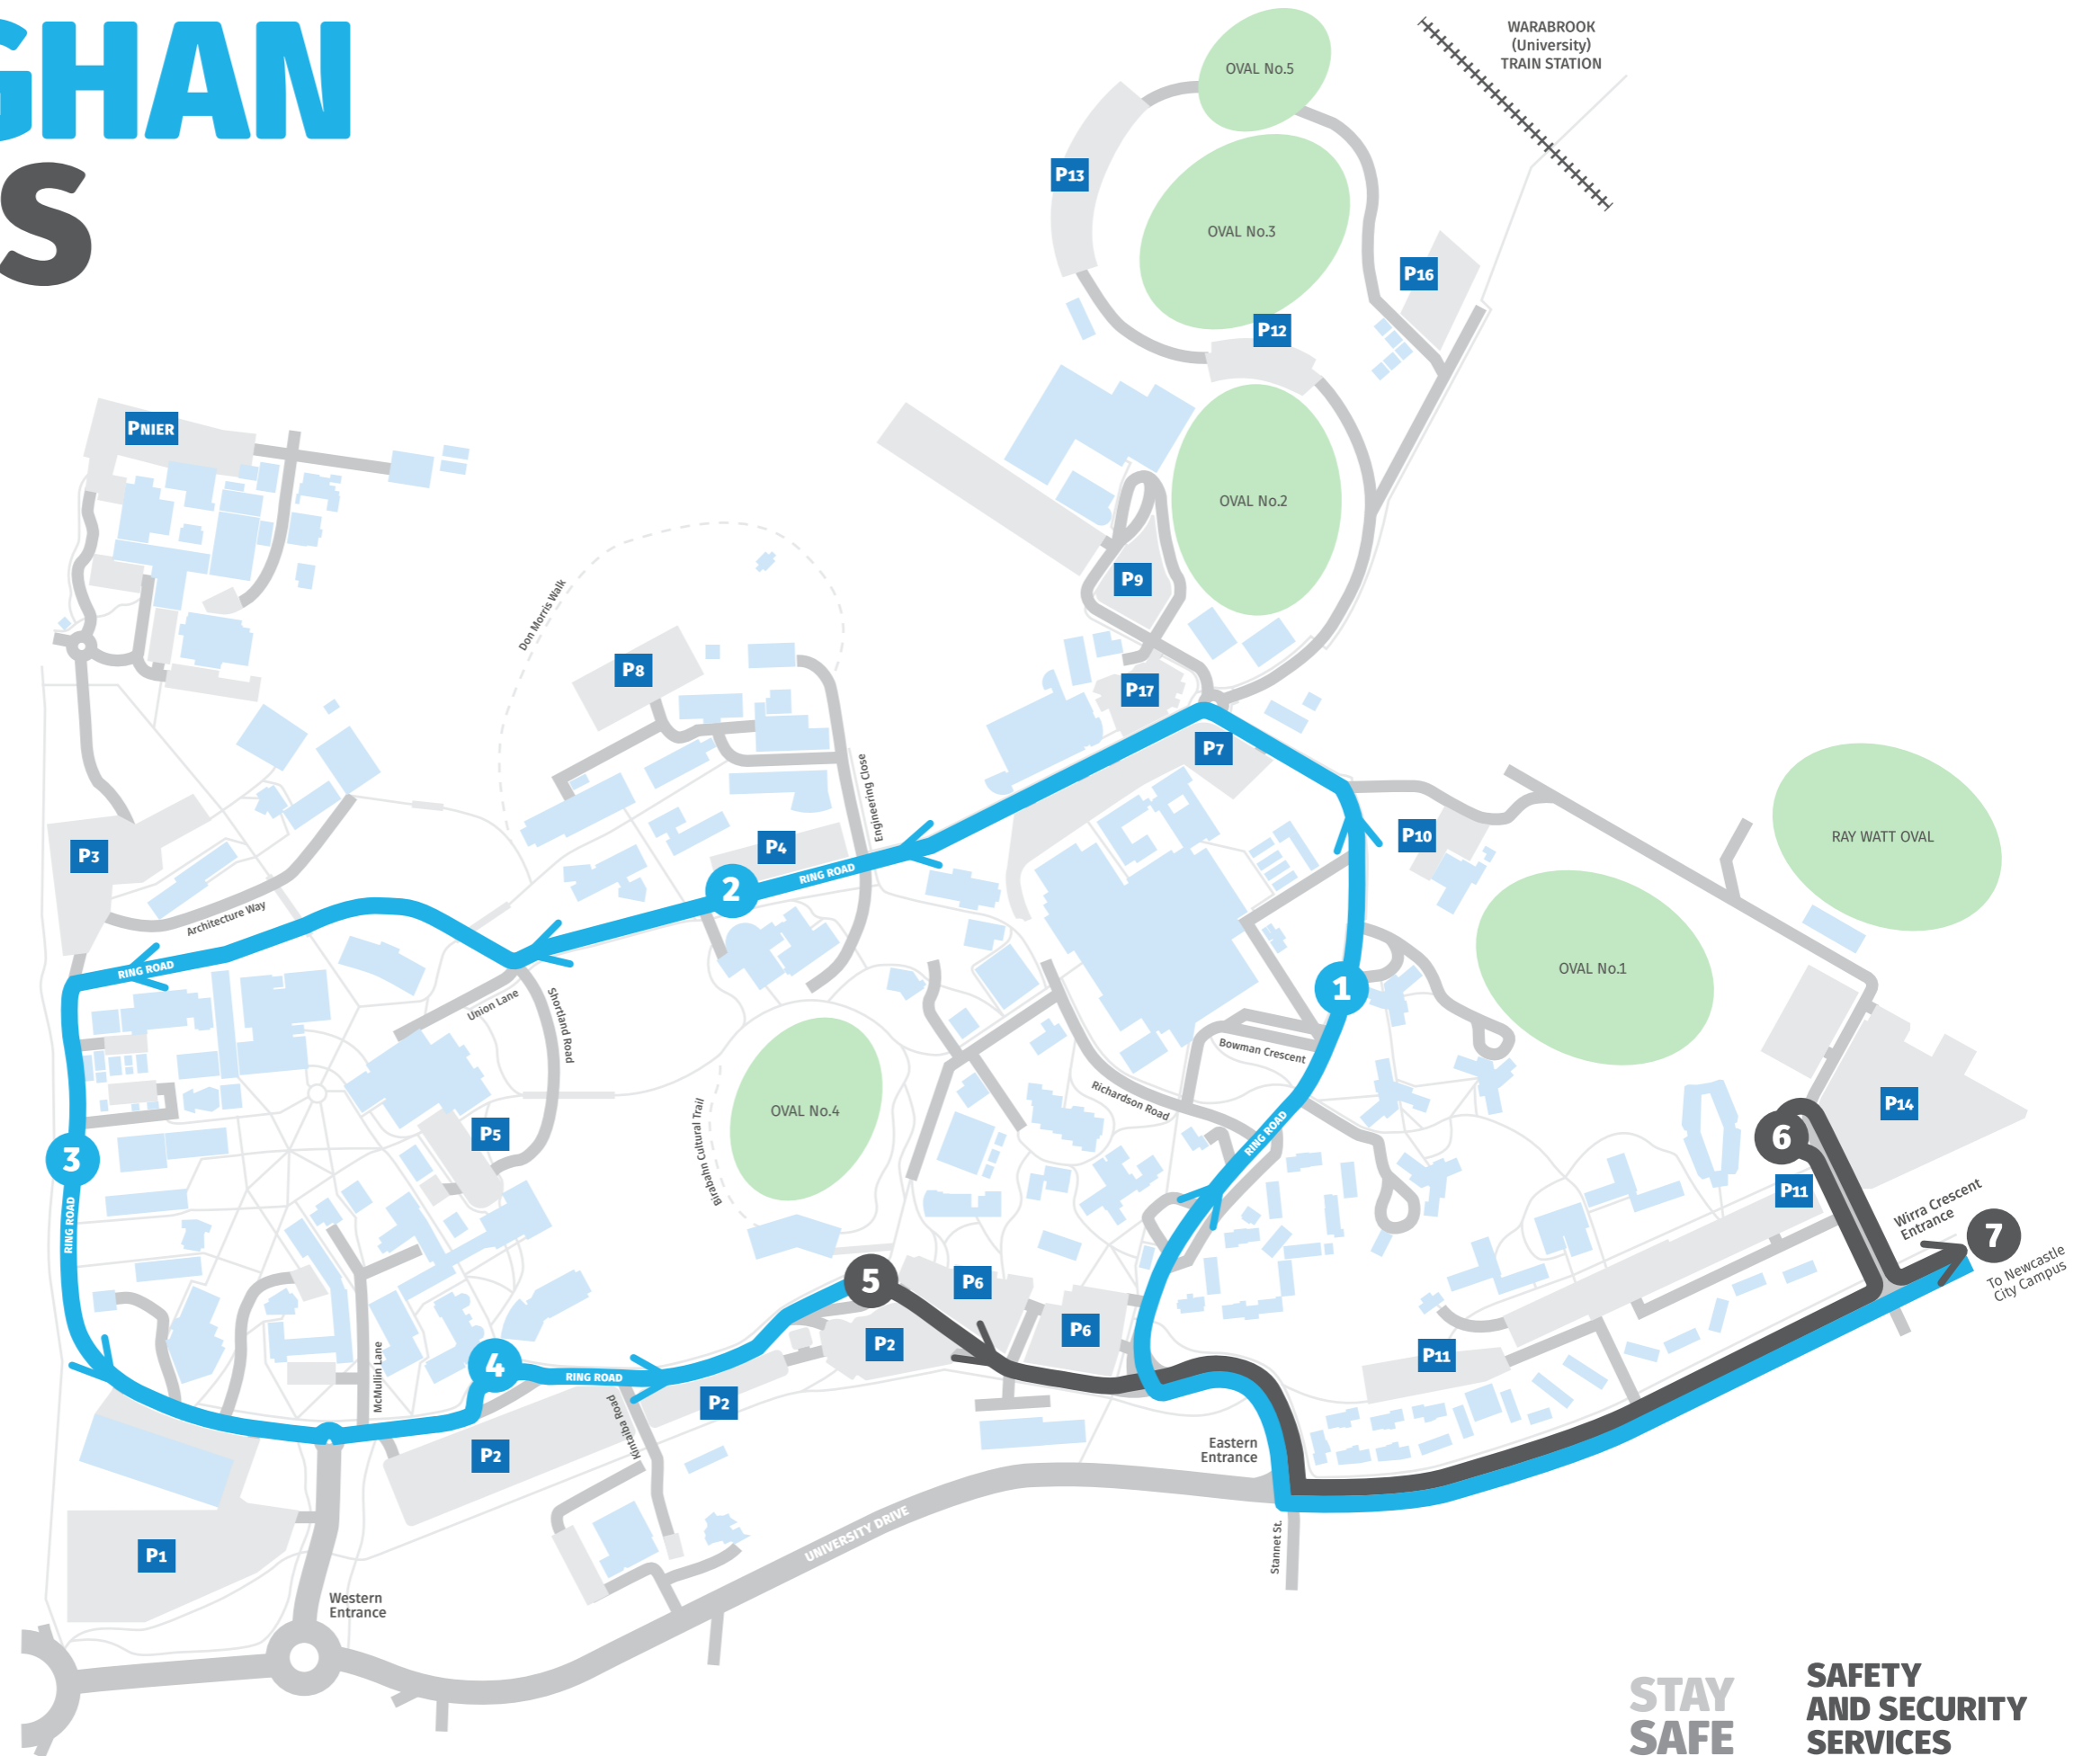 GHAN
S
WARABROOK
(University)
TRAIN STATION
OVAL No.5
P13
OVAL No.3
P16
P12
PNIER
OVAL No.2
P9
Don Morris Walk
P8
P17
P7
Engineering Close
P10
RAY WATT OVAL
P3
P4
RING ROAD
2
Architecture Way
RING ROAD
OVAL No.1
1
Union Lane
Shortland Road
Bowman Crescent
Richardson Road
OVAL No.4
P5
P14
RING ROAD
6
3
Birabahn Cultural Trail
P11
Wirra Crescent
Entrance
7
To Newcastle
City Campus
RING ROAD
5
P6
P6
P2
P11
4
RING ROAD
McMullin Lane
P2
Kintaiba Road
P2
Eastern
Entrance
UNIVERSITY DRIVE
Stannet St.
P1
Western
Entrance
STAY
SAFE
SAFETY
AND SECURITY
SERVICES